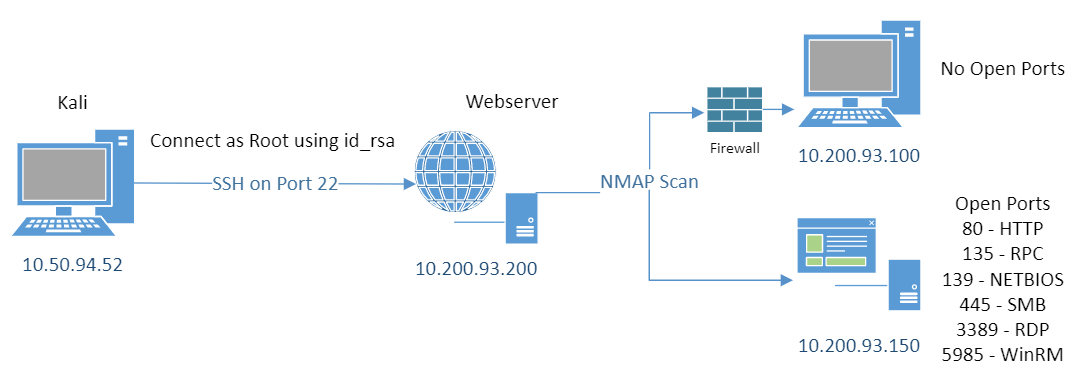 Kali
10.50.94.52
Connect as Root using id_rsa
SSH on Port 22
Webserver
10.200.93.200
NMAP Scan
Firewall
No Open Ports
10.200.93.100
Open Ports
80 - HTTP
135 - RPC
139 - NETBIOS
445 - SMB
3389 - RDP
5985 - WinRM
10.200.93.150